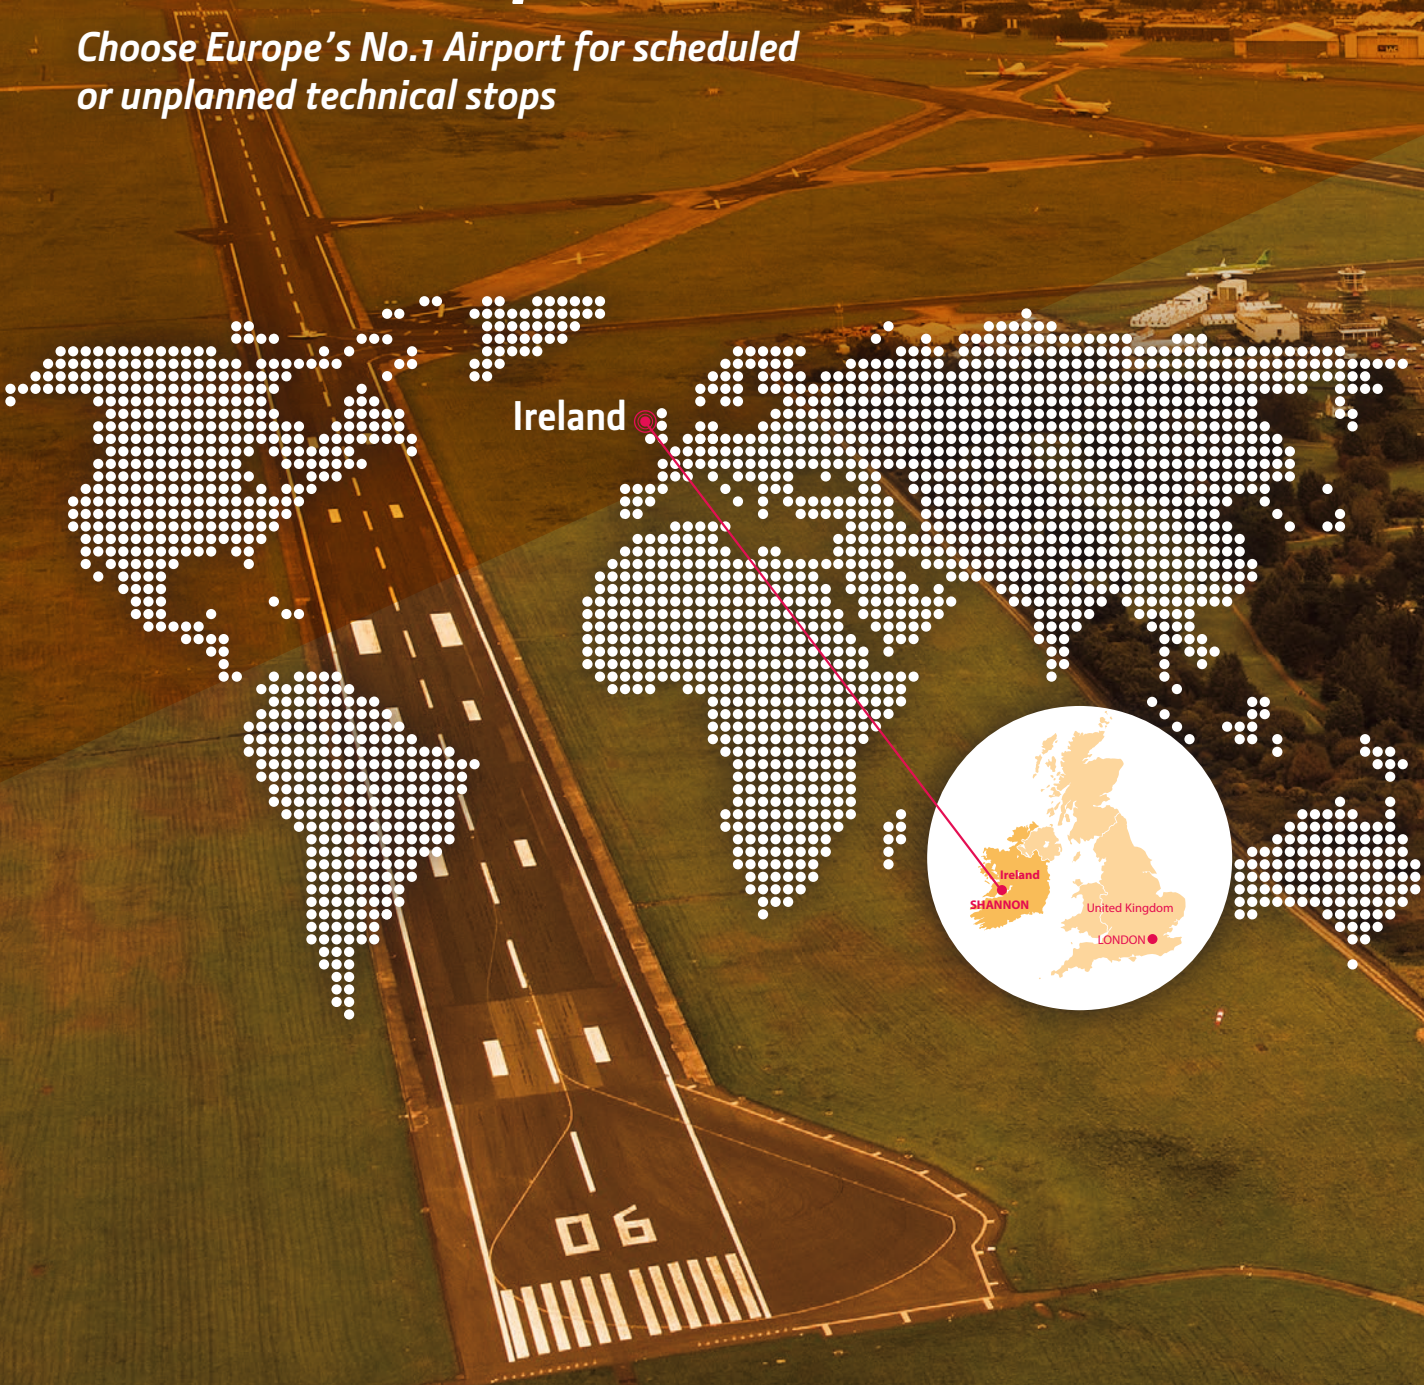 Choose Europe's No.1 Airport for scheduled
or unplanned technical stops
Ireland
Ireland
SHANNON
United Kingdom
LONDON
06